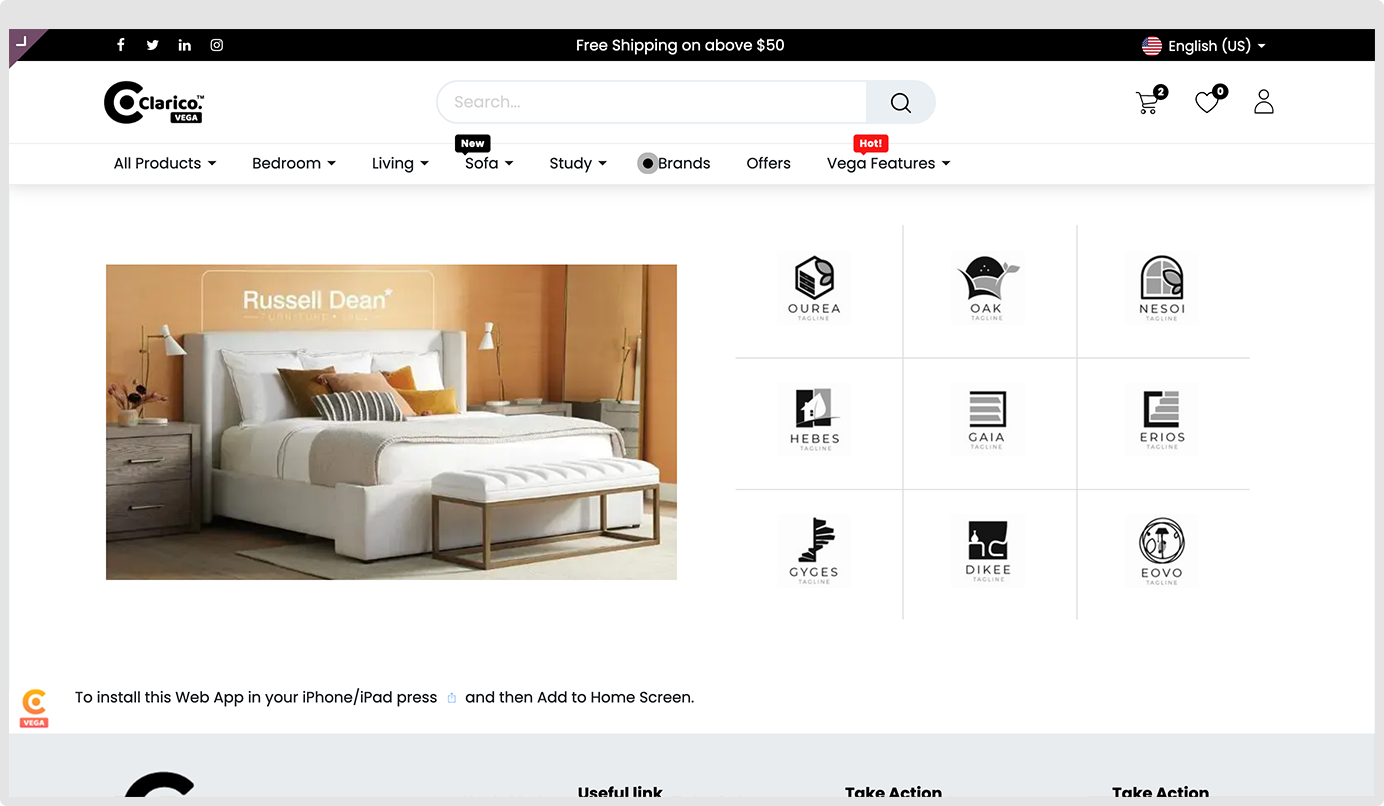 Free Shipping on above $50
English (US)
Clarico.™
VEGA
Search...
2
0
New
Hot!
All Products
Bedroom
Living
Sofa
Study
Brands
Offers
Vega Features
Russell Dean
OUREA
TAGLINE
OAK
TAGLINE
NESOI
TAGLINE
HEBES
TAGLINE
GAIA
TAGLINE
ERIOS
TAGLINE
GYGES
TAGLINE
DIKEE
TAGLINE
EOVO
TAGLINE
To install this Web App in your iPhone/iPad press and then Add to Home Screen.
VEGA
Useful link
Take Action
Take Action